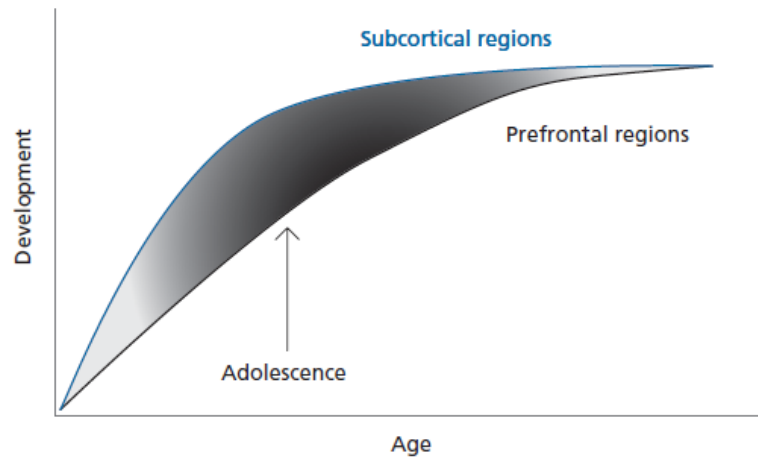 Subcortical regions
Prefrontal regions
Development
Adolescence
Age